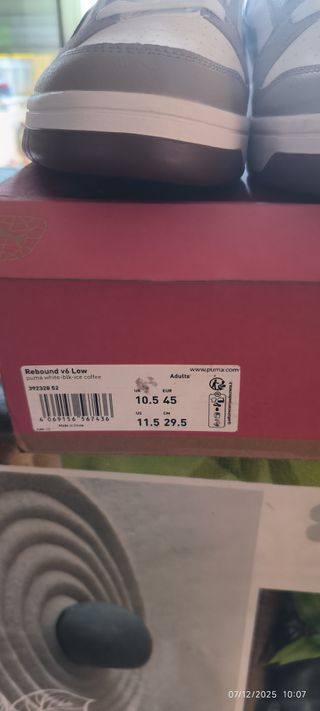 Rebound v6 Low
puma white-blk-ice coffee
Adults'
www.puma.com
392328 52
UK EUR
10.5 45
US CM
11.5 29.5
4 069156 567436
Made in China
07/12/2025 10:07